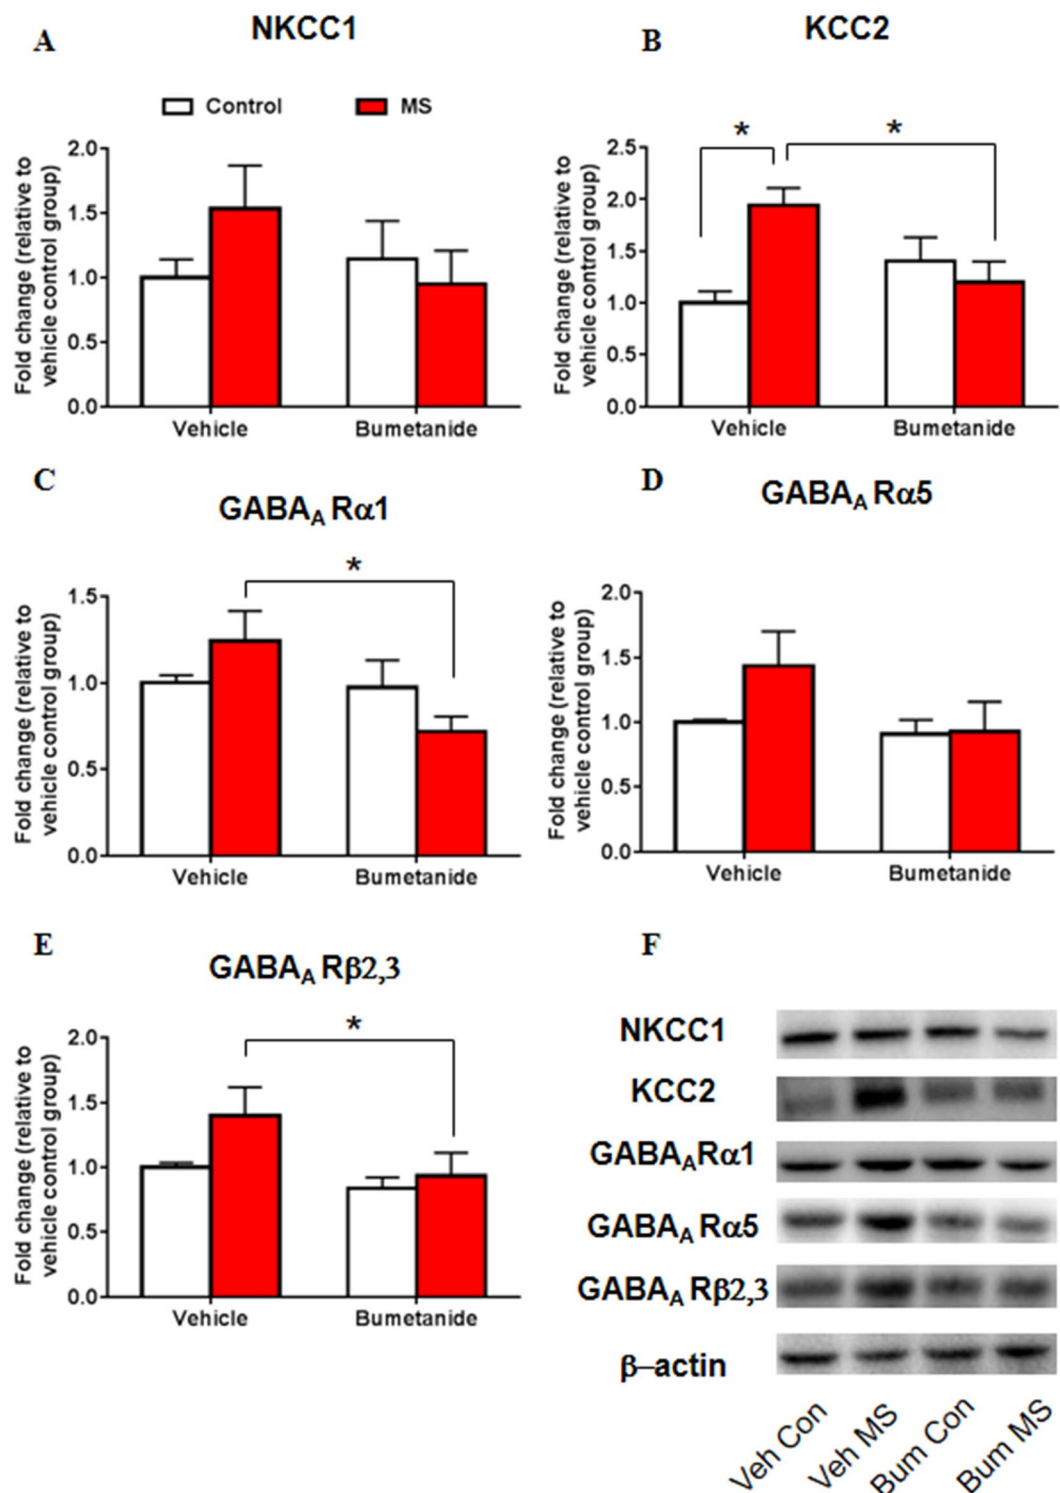 A
NKCC1
Control
MS
Fold change (relative to
vehicle control group)
2.0
1.5
1.0
0.5
0.0
Vehicle
Bumetanide
B
KCC2
*
*
Fold change (relative to
vehicle control group)
2.5
2.0
1.5
1.0
0.5
0.0
Vehicle
Bumetanide
C
GABAA Rα1
*
Fold change (relative to
vehicle control group)
1.5
1.0
0.5
0.0
Vehicle
Bumetanide
D
GABAA Rα5
Fold change (relative to
vehicle control group)
2.0
1.5
1.0
0.5
0.0
Vehicle
Bumetanide
E
GABAA Rβ2,3
*
Fold change (relative to
vehicle control group)
2.0
1.5
1.0
0.5
0.0
Vehicle
Bumetanide
F
NKCC1
KCC2
GABAARα1
GABAA Rα5
GABAA Rβ2,3
β–actin
Veh Con
Veh MS
Bum Con
Bum MS